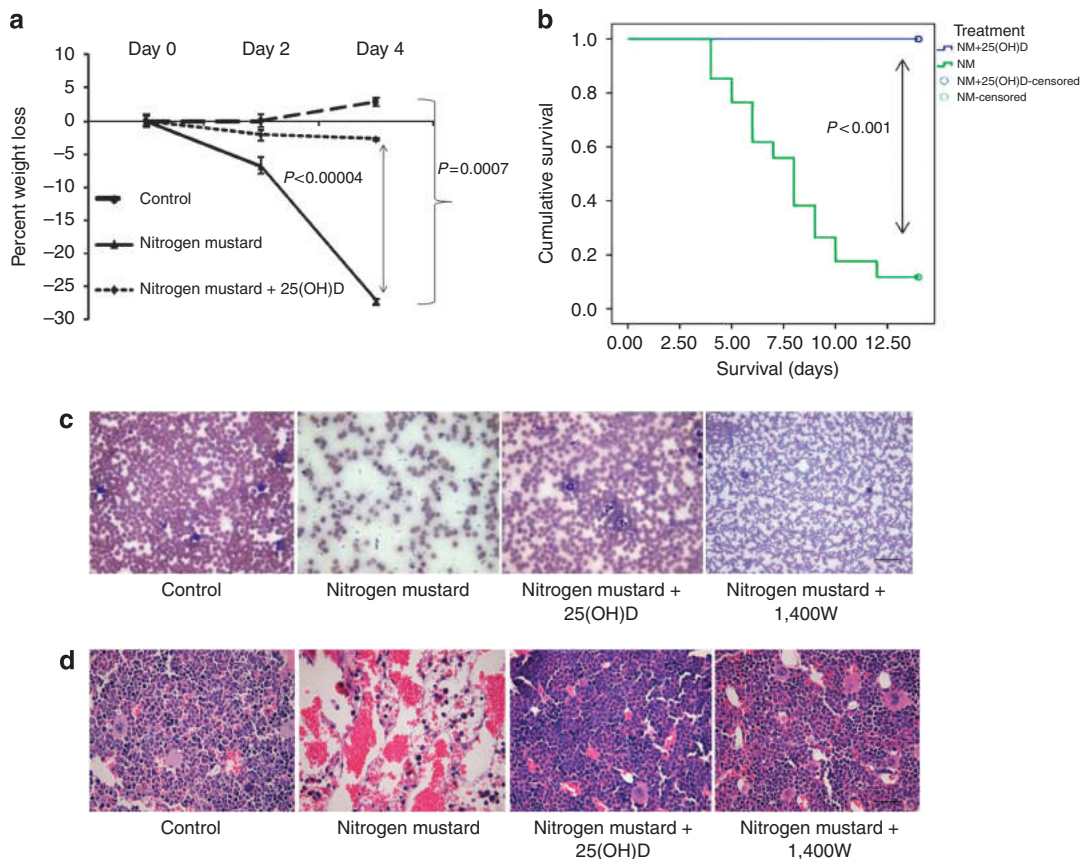 a
Day 0
Day 2
Day 4
10
5
0
–5
–10
–15
–20
–25
–30
Percent weight loss
P<0.00004
P=0.0007
Control
Nitrogen mustard
Nitrogen mustard + 25(OH)D
b
1.0
0.8
0.6
0.4
0.2
0.0
Cumulative survival
0.00
2.50
5.00
7.50
10.00
12.50
Survival (days)
P<0.001
Treatment
NM+25(OH)D
NM
NM+25(OH)D-censored
NM-censored
c
Control
Nitrogen mustard
Nitrogen mustard +
25(OH)D
Nitrogen mustard +
1,400W
d
Control
Nitrogen mustard
Nitrogen mustard +
25(OH)D
Nitrogen mustard +
1,400W